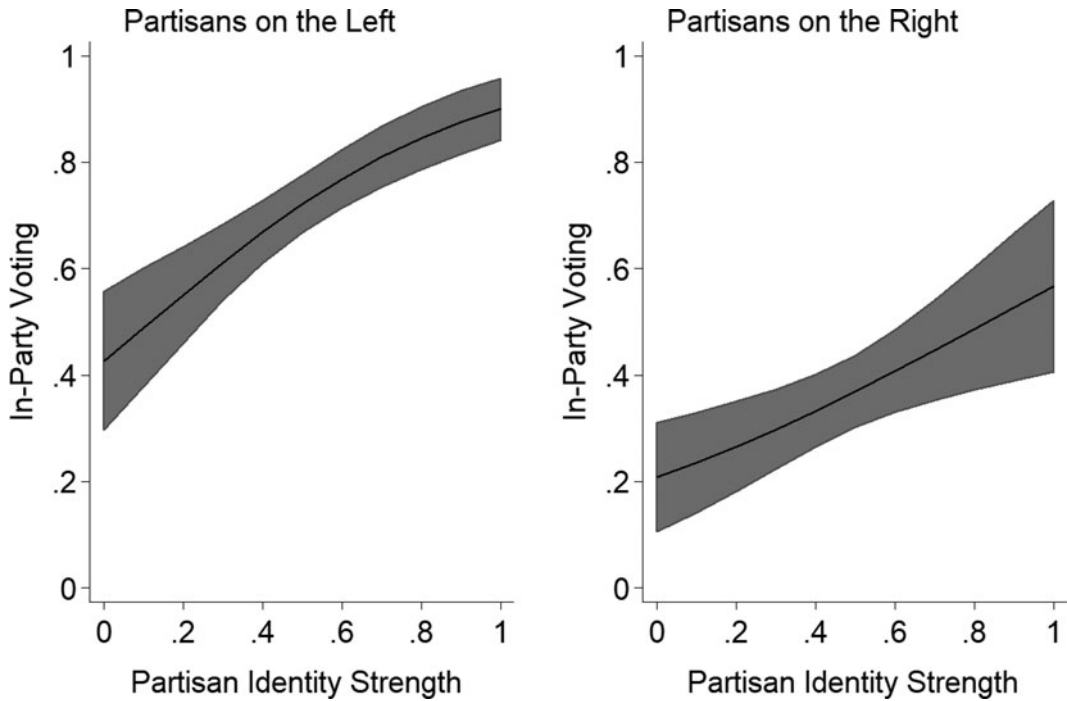 Partisans on the Left
1
.8
.6
.4
.2
0
In-Party Voting
0 .2 .4 .6 .8 1
Partisan Identity Strength
Partisans on the Right
1
.8
.6
.4
.2
0
In-Party Voting
0 .2 .4 .6 .8 1
Partisan Identity Strength